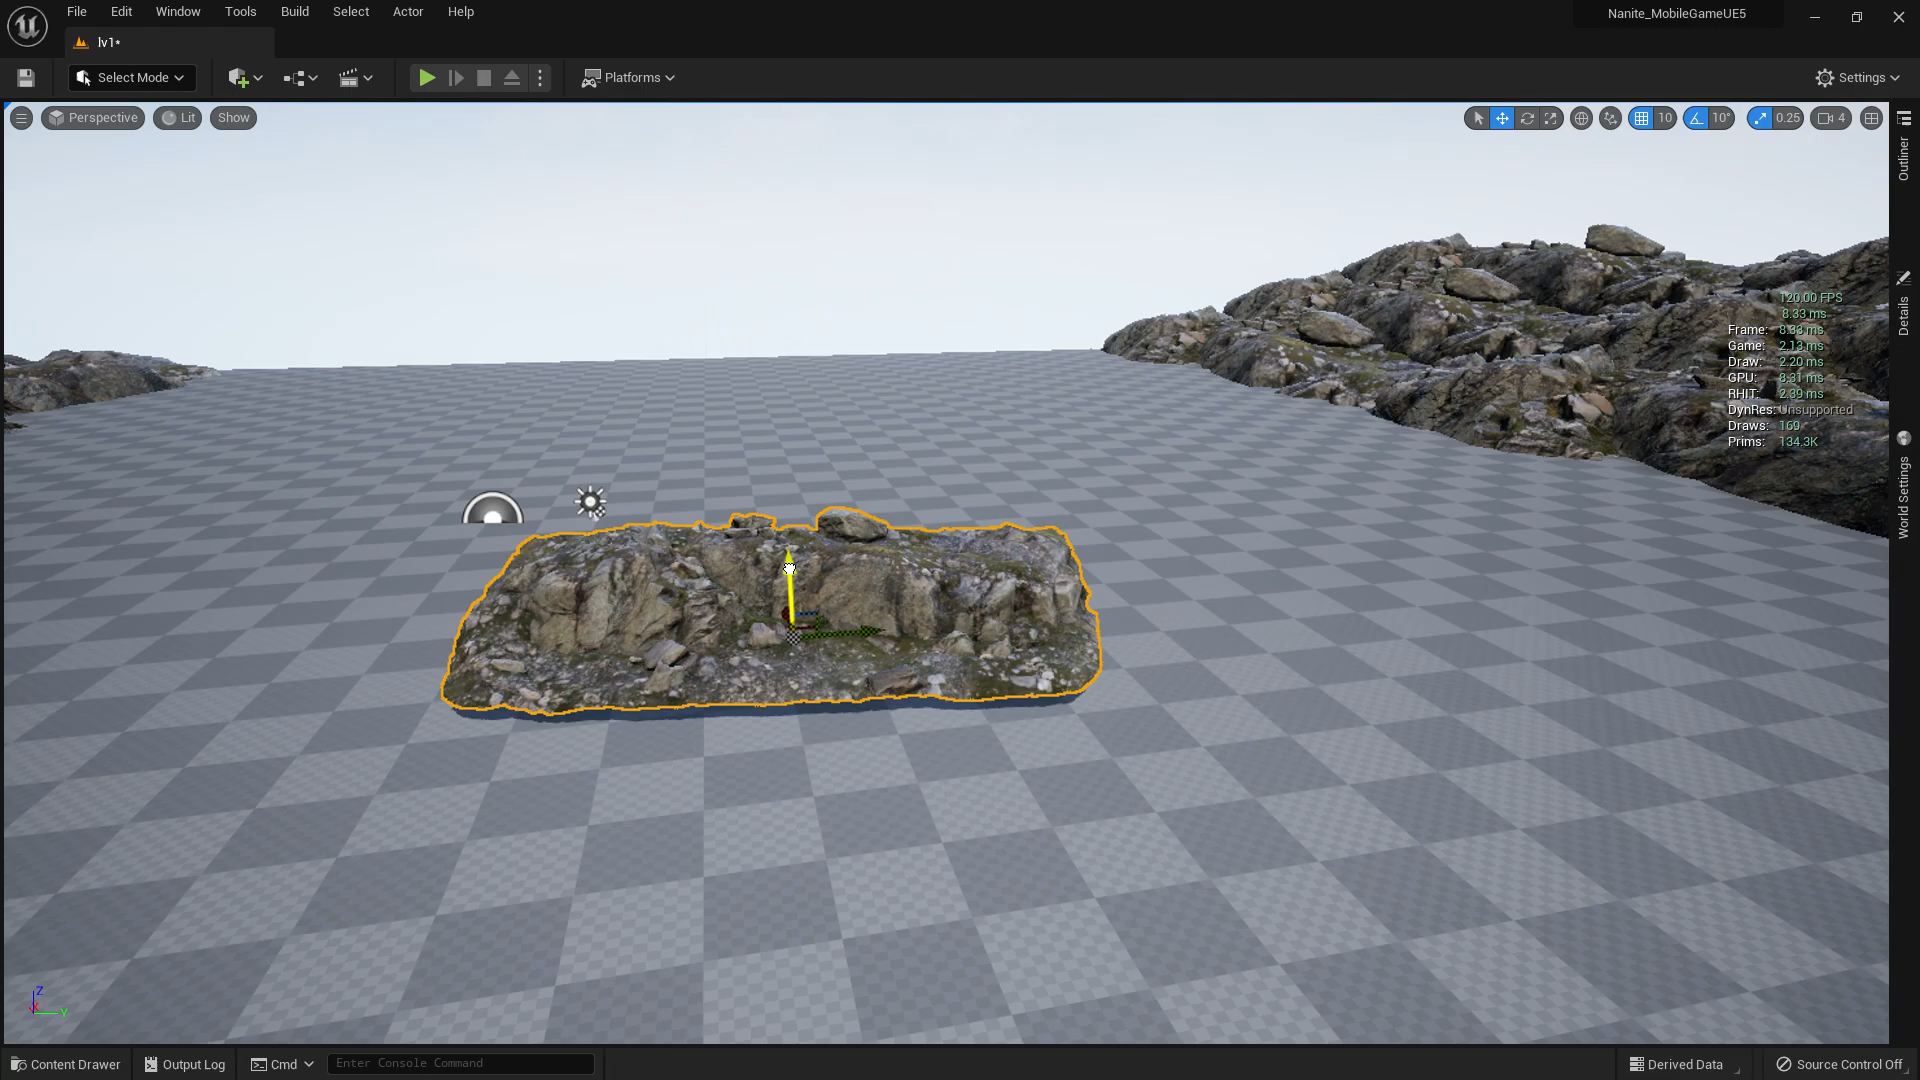 File Edit Window Tools Build Select Actor Help
Nanite_MobileGameUE5
lv1*
Select Mode
Platforms
Settings
Perspective Lit Show
10 10° 0.25 4
Outliner
Details
World Settings
120.00 FPS
8.33 ms
Frame: 8.33 ms
Game: 2.13 ms
Draw: 2.20 ms
GPU: 8.31 ms
RHIT: 2.39 ms
DynRes: Unsupported
Draws: 169
Prims: 134.3K
Z
X
Y
Content Drawer Output Log Cmd Enter Console Command Derived Data Source Control Off